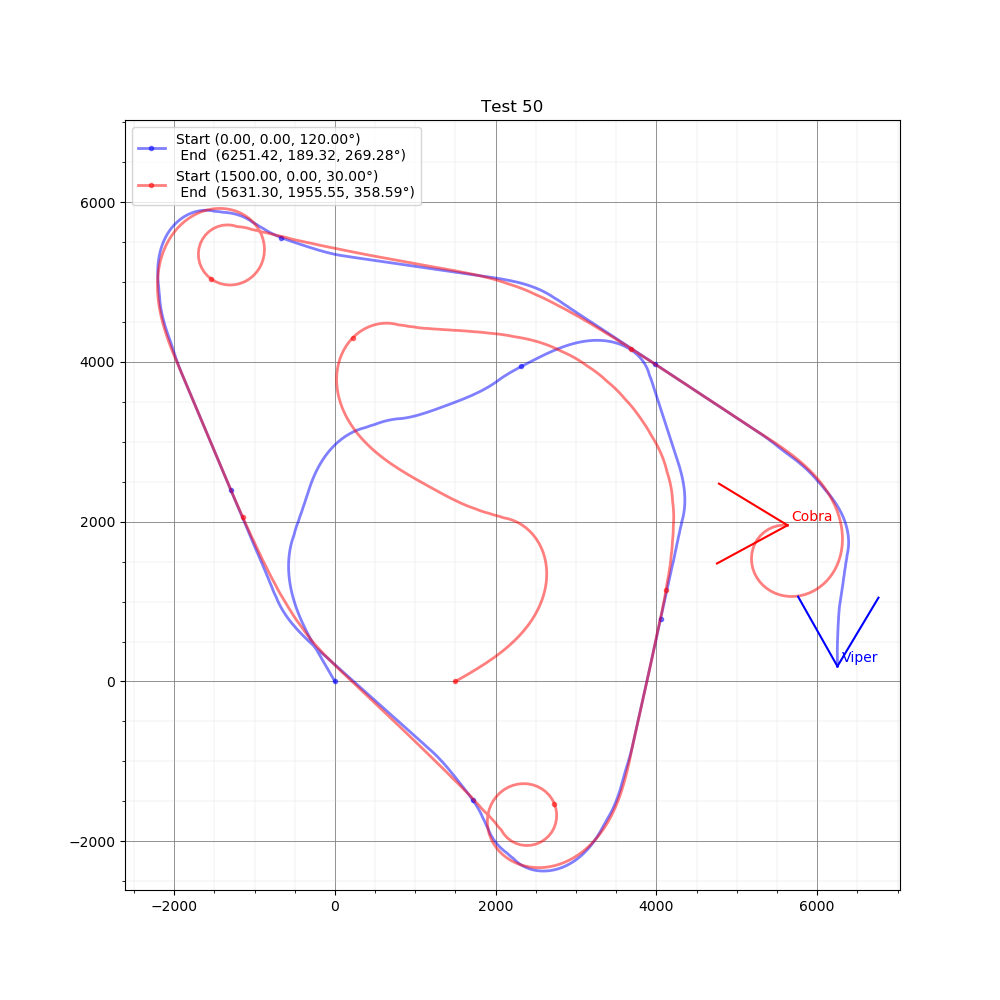 Test 50
Start (0.00, 0.00, 120.00°)
End (6251.42, 189.32, 269.28°)
Start (1500.00, 0.00, 30.00°)
End (5631.30, 1955.55, 358.59°)
6000
4000
2000
0
−2000
Cobra
Viper
−2000
0
2000
4000
6000